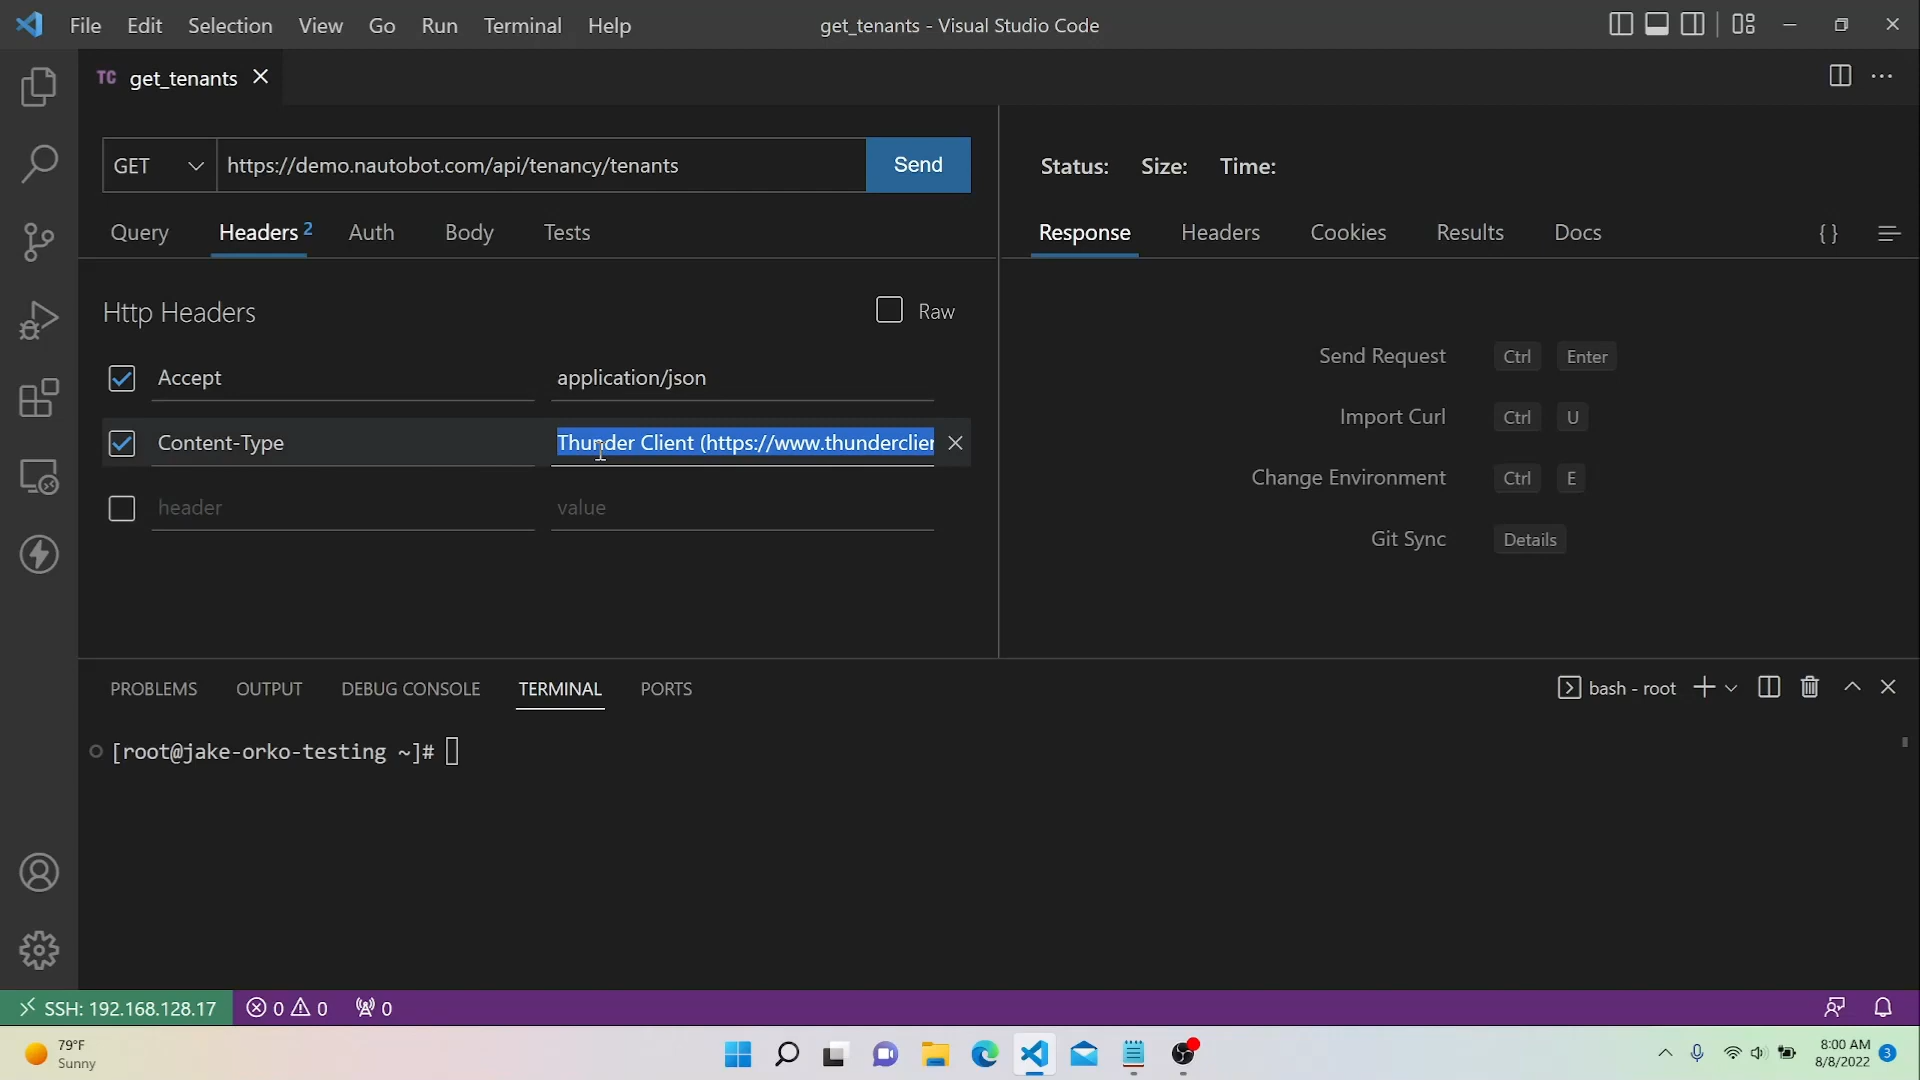 File Edit Selection View Go Run Terminal Help
get_tenants - Visual Studio Code
TC get_tenants
GET https://demo.nautobot.com/api/tenancy/tenants Send
Status: Size: Time:
Query Headers 2 Auth Body Tests
Response Headers Cookies Results Docs { }
Http Headers
Raw
Accept application/json
Content-Type Thunder Client (https://www.thunderclien
header value
Send Request Ctrl Enter
Import Curl Ctrl U
Change Environment Ctrl E
Git Sync Details
PROBLEMS OUTPUT DEBUG CONSOLE TERMINAL PORTS
bash - root
[root@jake-orko-testing ~]#
SSH: 192.168.128.17 0 0 0
79°F
Sunny
8:00 AM
8/8/2022
3